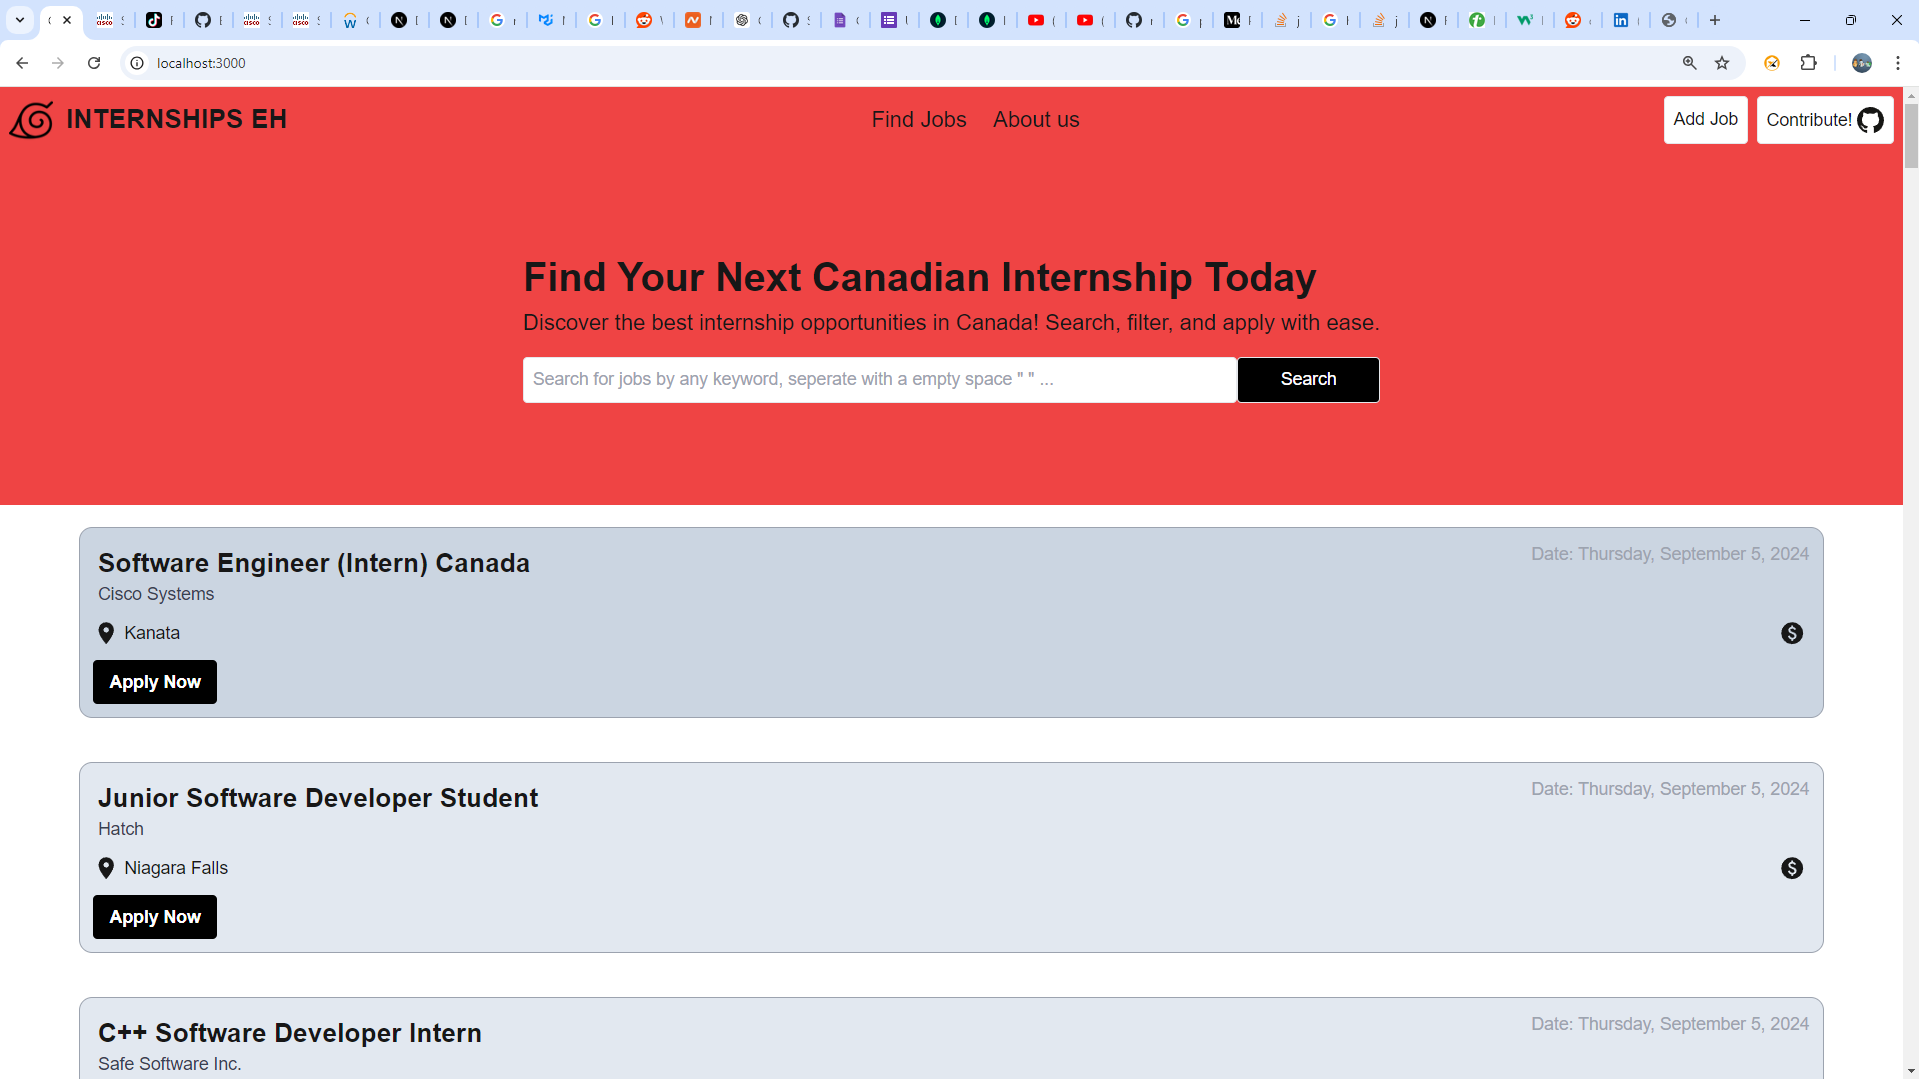 localhost:3000
INTERNSHIPS EH
Find Jobs
About us
Add Job
Contribute!
Find Your Next Canadian Internship Today
Discover the best internship opportunities in Canada! Search, filter, and apply with ease.
Search for jobs by any keyword, seperate with a empty space " " ...
Search
Software Engineer (Intern) Canada
Date: Thursday, September 5, 2024
Cisco Systems
Kanata
Apply Now
Junior Software Developer Student
Date: Thursday, September 5, 2024
Hatch
Niagara Falls
Apply Now
C++ Software Developer Intern
Date: Thursday, September 5, 2024
Safe Software Inc.